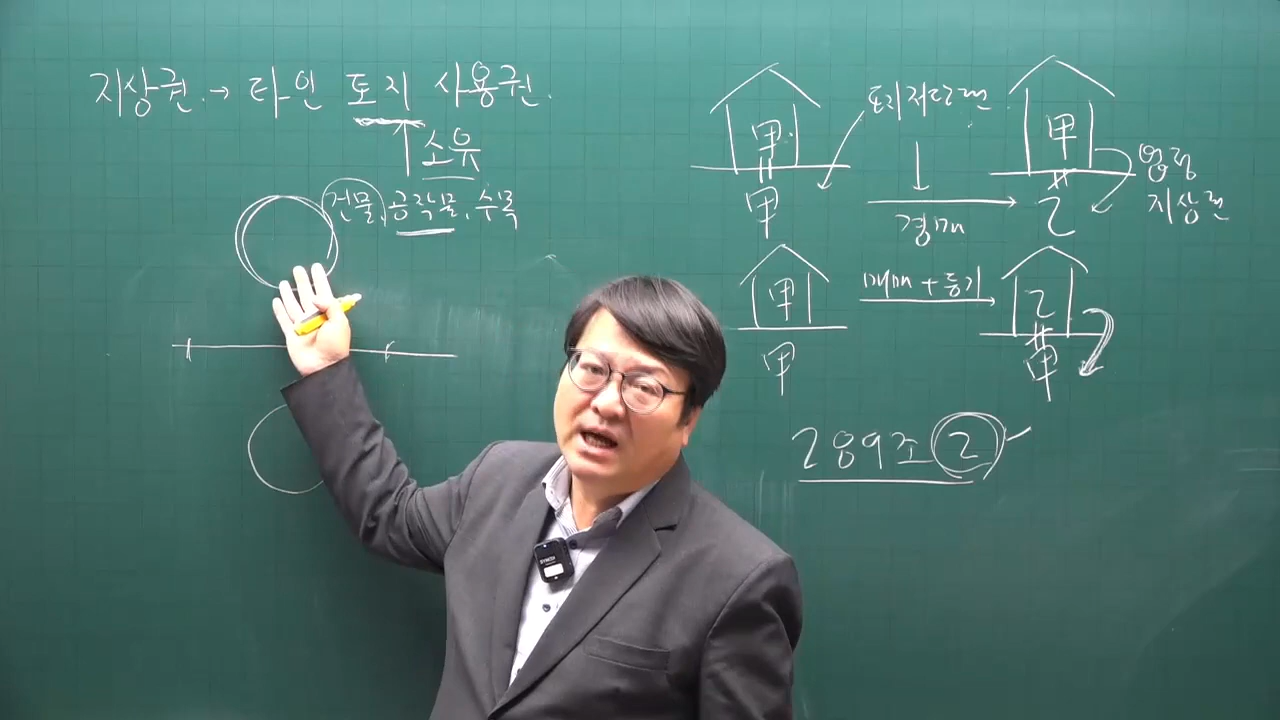 지상권 → 타인 토지 사용권.
소유
건물, 공작물, 수목
甲
甲
토지저당권
경매
甲
乙
법정
지상권
甲
甲
매매 + 등기
乙
甲
289조 2